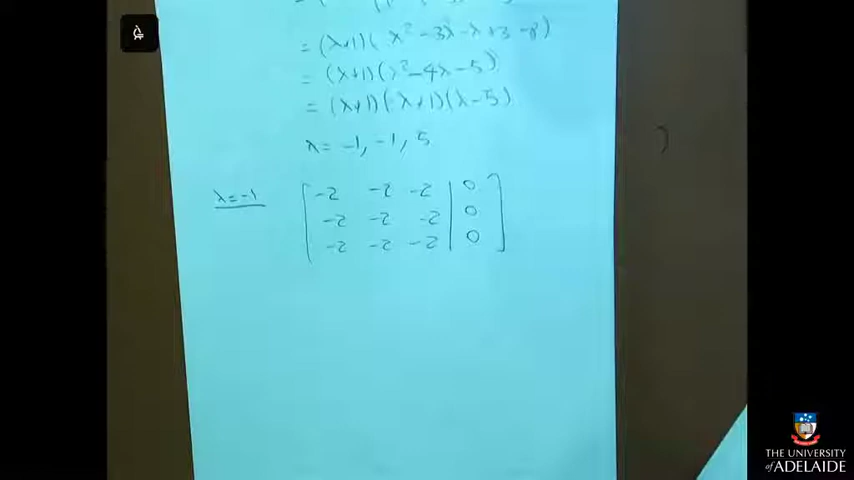 = (λ+1)(λ² - 3λ - λ + 3 - 8)
= (λ+1)(λ² - 4λ - 5)
= (λ+1)(λ+1)(λ-5)
λ = -1, -1, 5
λ = -1 [ -2 -2 -2 | 0 ]
-2 -2 -2 | 0
-2 -2 -2 | 0
THE UNIVERSITY
of ADELAIDE